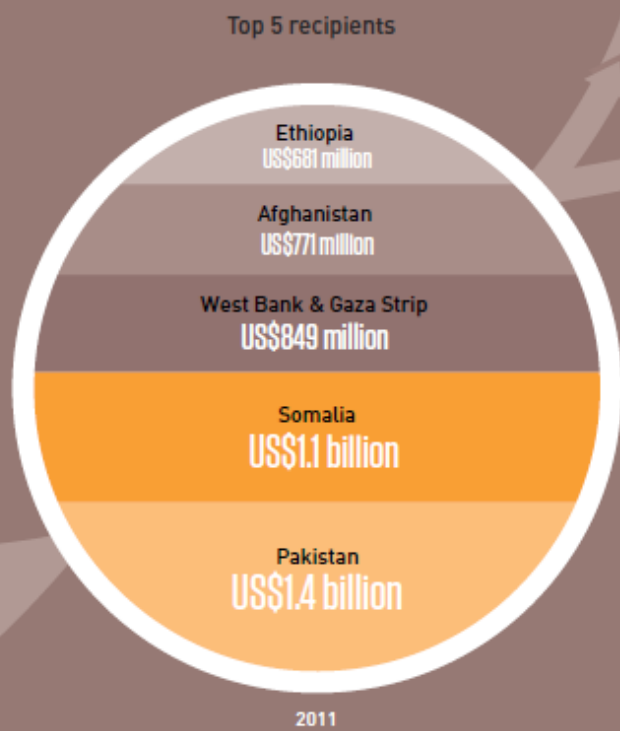 Top 5 recipients
Ethiopia
US$681 million
Afghanistan
US$771 million
West Bank & Gaza Strip
US$849 million
Somalia
US$1.1 billion
Pakistan
US$1.4 billion
2011